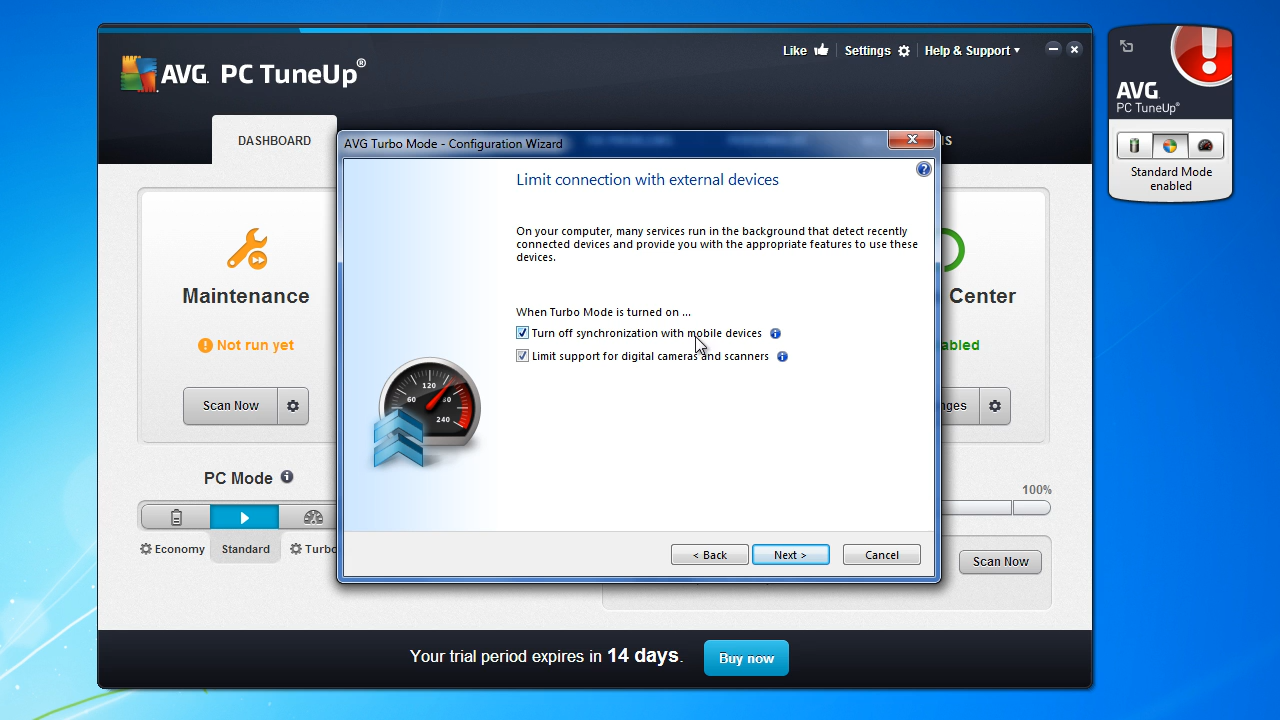 Like
Settings
Help & Support
AVG PC TuneUp®
DASHBOARD
AVG
PC TuneUp®
Standard Mode
enabled
AVG Turbo Mode - Configuration Wizard
Limit connection with external devices
On your computer, many services run in the background that detect recently
connected devices and provide you with the appropriate features to use these
devices.
When Turbo Mode is turned on ...
Turn off synchronization with mobile devices
Limit support for digital cameras and scanners
60
120
240
< Back
Next >
Cancel
Maintenance
Not run yet
Scan Now
PC Mode
Economy
Standard
Turbo
Center
100%
Scan Now
Your trial period expires in 14 days.
Buy now